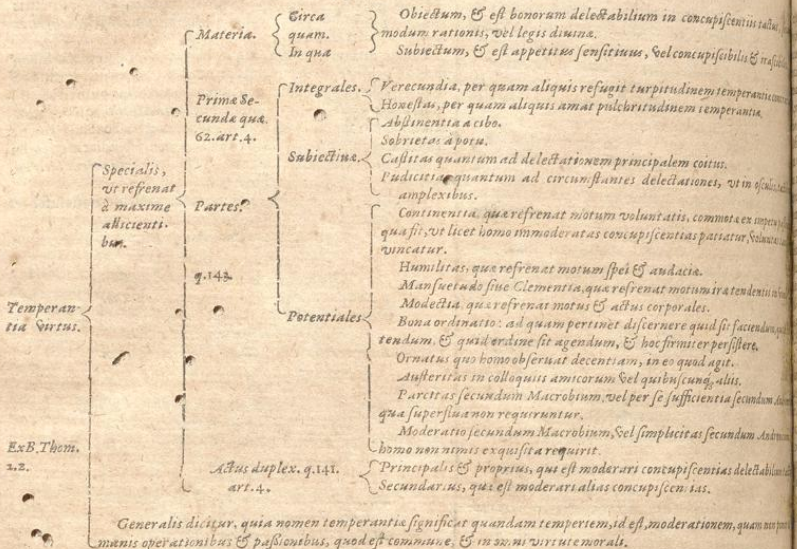 Circa
quam.
In qua
Materia.
Obiectum, & est bonorum delectabilium in concupiscentiis tactus,
modum rationis, vel legis diuinæ.
Subiectum, & est appetitus sensitiuus, vel concupiscibilis &
Primæ Se-
cundæ quæ.
62. art. 4.
Integrales.
Verecundia, per quam aliquis refugit turpitudinem temperantiæ
Honestas, per quam aliquis amat pulchritudinem temperantiæ.
Subiectiuæ.
Abstinentia a cibo.
Sobrietas à potu.
Castitas quantum ad delectationem principalem coitus.
Pudicitia quantum ad circunstantes delectationes, vt in osculis,
amplexibus.
Specialis,
vt refrenat
à maxime
allicienti-
bus.
Partes.
q.143.
Potentiales
Continentia, quæ refrenat motum voluntatis, commotæ ex impetu
qua fit, vt licet homo immoderatas concupiscentias patiatur,
vincatur.
Humilitas, quæ refrenat motum spei & audaciæ.
Mansuetudo siue Clementia, quæ refrenat motum iræ tendentis
Modestia quæ refrenat motus & actus corporales.
Bona ordinatio: ad quam pertinet discernere quid sit faciendum,
tendum, & quid ordine sit agendum, & hoc firmiter persistere.
Ornatus quo homo obseruat decentiam, in eo quod agit.
Austeritas in colloquiis amicorum vel quibuscunq, aliis.
Parcitas secundum Macrobium, vel per se sufficientia secundum
qua superflua non requiruntur.
Moderatio secundum Macrobium, vel simplicitas secundum
homo non nimis exquisita requirit.
Temperan-
tia virtus.
Actus duplex. q.141.
art. 4.
Principalis & proprius, qui est moderari concupiscentias
Secundarius, qui est moderari alias concupiscentias.
Ex B. Thom.
2.2.
Generalis dicitur, quia nomen temperantiæ significat quandam temperiem, id est, moderationem, quam
manis operationibus & passionibus, quod est commune, & in omni virtute morali.